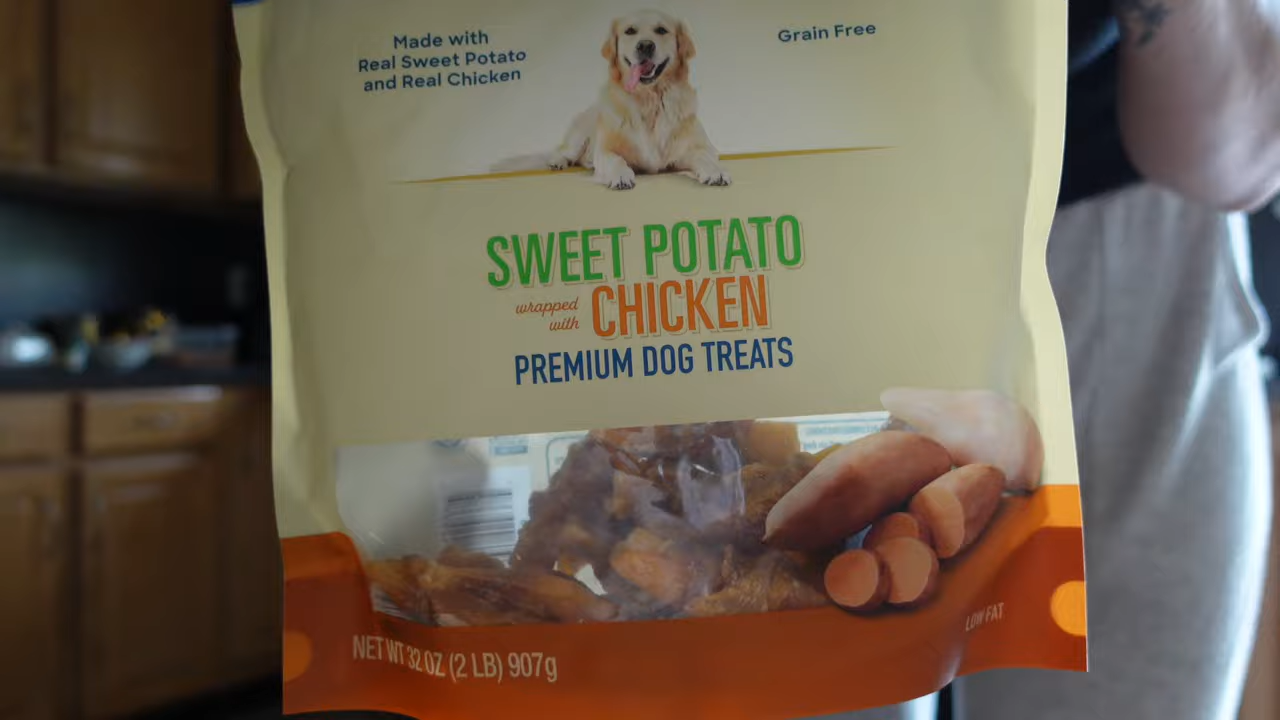 Made with
Real Sweet Potato
and Real Chicken
Grain Free
SWEET POTATO
wrapped
with
CHICKEN
PREMIUM DOG TREATS
LOW FAT
NET WT 32 OZ (2 LB) 907g